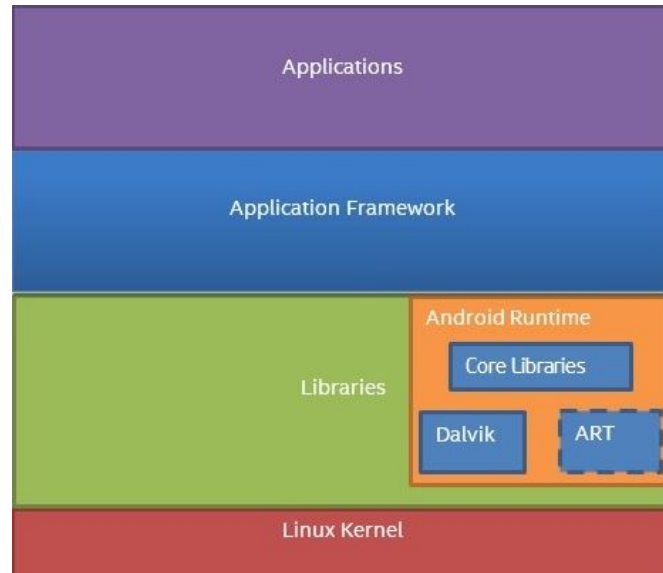 Applications
Application Framework
Android Runtime
Core Libraries
Libraries
Dalvik
ART
Linux Kernel